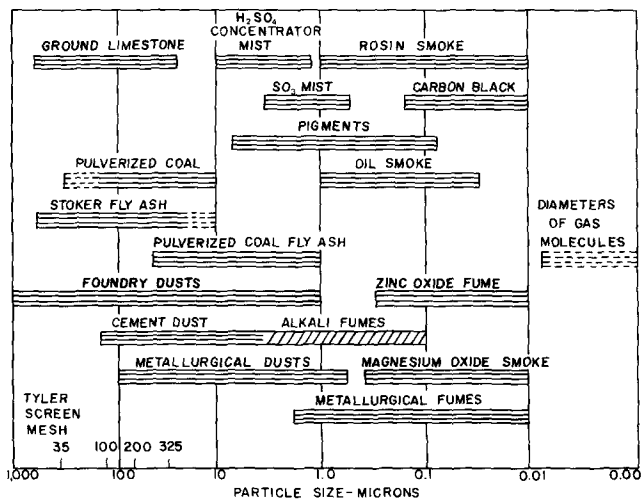 H₂SO₄
CONCENTRATOR
GROUND LIMESTONE MIST ROSIN SMOKE
SO₃ MIST CARBON BLACK
PIGMENTS
PULVERIZED COAL OIL SMOKE
STOKER FLY ASH DIAMETERS
OF GAS
MOLECULES
PULVERIZED COAL FLY ASH
FOUNDRY DUSTS ZINC OXIDE FUME
CEMENT DUST ALKALI FUMES
METALLURGICAL DUSTS MAGNESIUM OXIDE SMOKE
METALLURGICAL FUMES
TYLER
SCREEN
MESH
35 100 200 325
1,000 100 10 1.0 0.1 0.01 0.00
PARTICLE SIZE-MICRONS